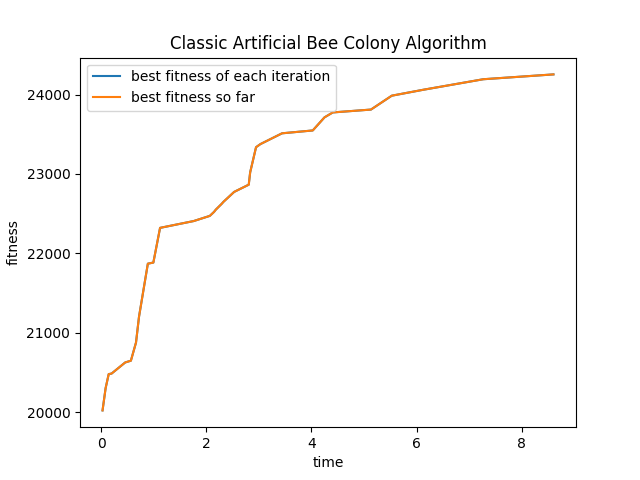 Classic Artificial Bee Colony Algorithm
best fitness of each iteration
best fitness so far
24000
23000
22000
21000
20000
fitness
0 2 4 6 8
time